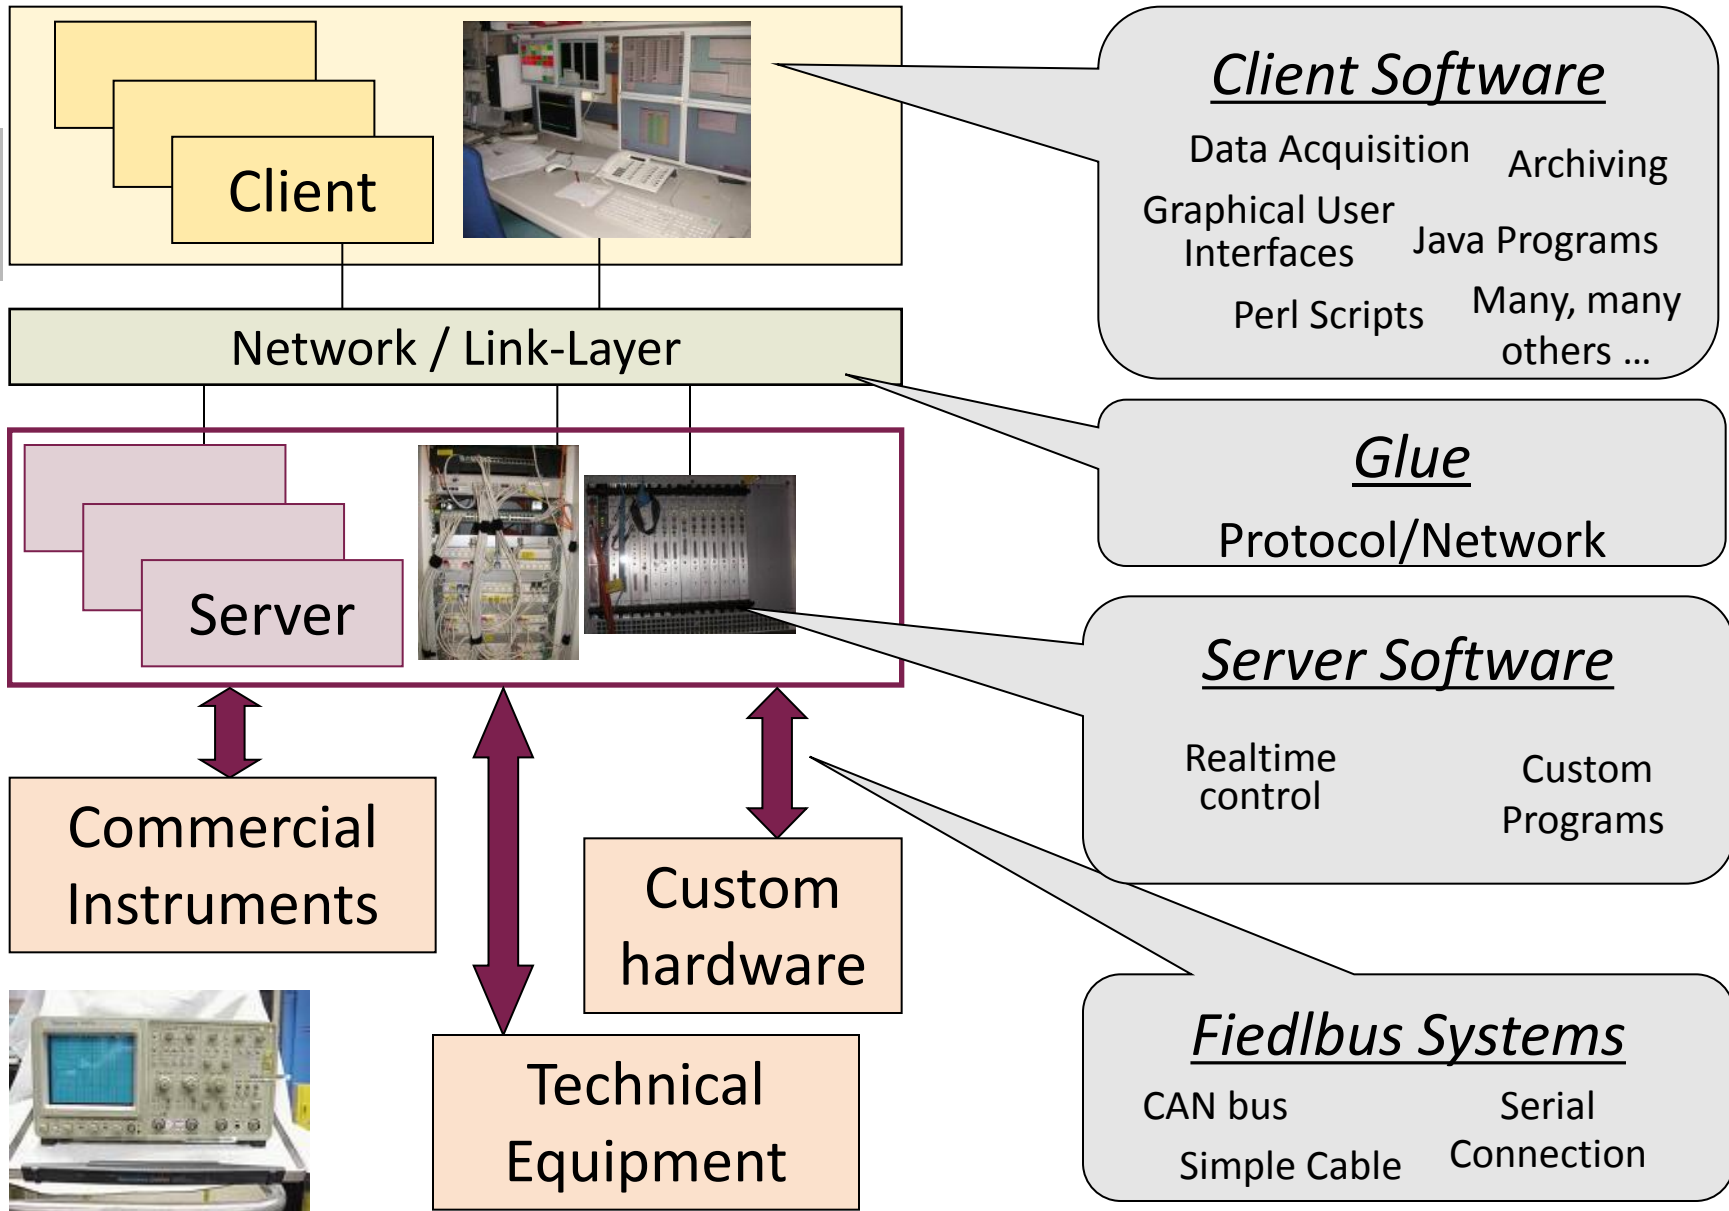 Client
Network / Link-Layer
Server
Commercial
Instruments
Custom
hardware
Technical
Equipment
Client Software
Data Acquisition
Archiving
Graphical User
Interfaces
Java Programs
Perl Scripts
Many, many
others ...
Glue
Protocol/Network
Server Software
Realtime
control
Custom
Programs
Fiedlbus Systems
CAN bus
Serial
Connection
Simple Cable